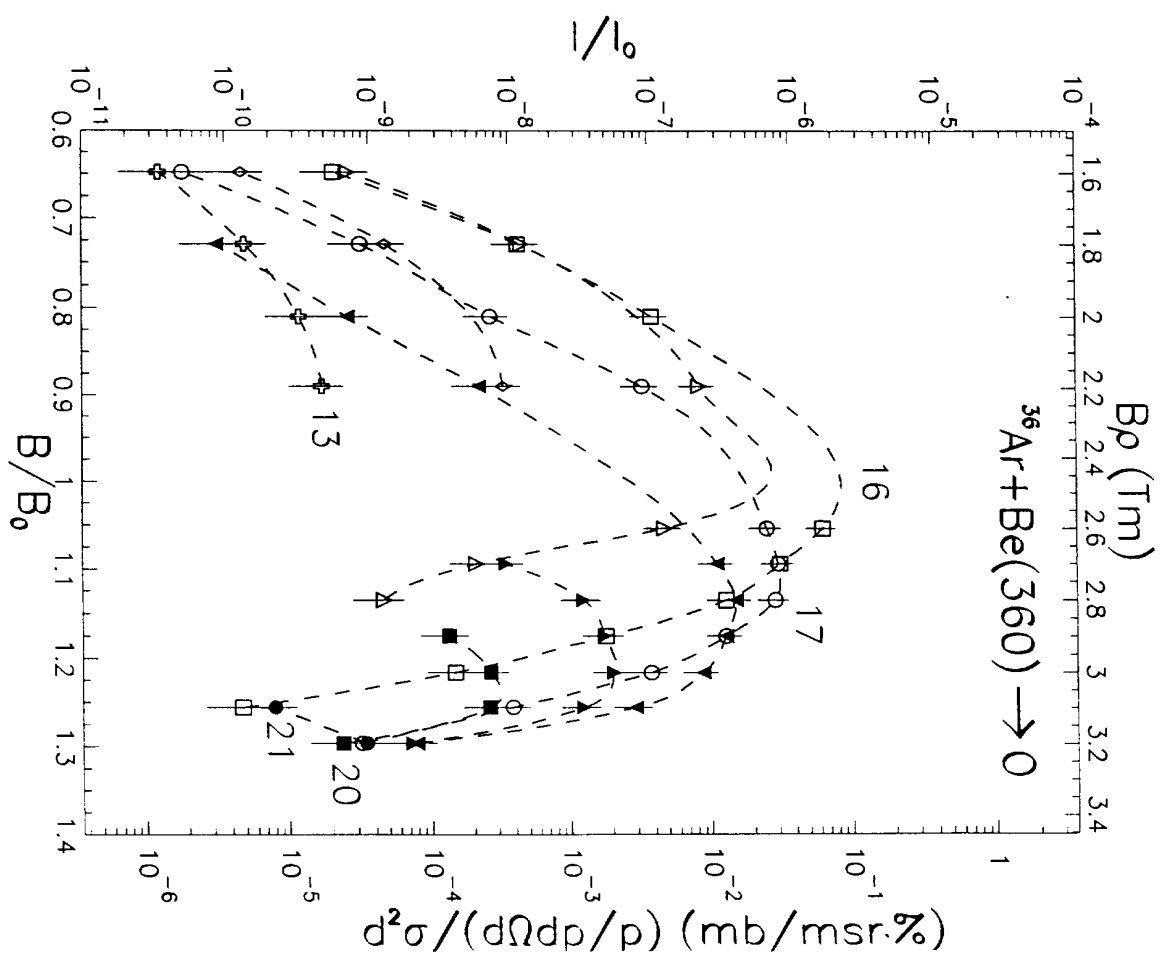 Bρ (Tm)
1.6 1.8 2 2.2 2.4 2.6 2.8 3 3.2 3.4
³⁶Ar+Be(360) → O
I/I₀
10⁻⁴
10⁻⁵
10⁻⁶
10⁻⁷
10⁻⁸
10⁻⁹
10⁻¹⁰
10⁻¹¹
16
17
13
21
20
1
10⁻¹
10⁻²
10⁻³
10⁻⁴
10⁻⁵
10⁻⁶
d²σ/(dΩdp/p) (mb/msr.%)
0.6 0.7 0.8 0.9 1 1.1 1.2 1.3 1.4
B/B₀